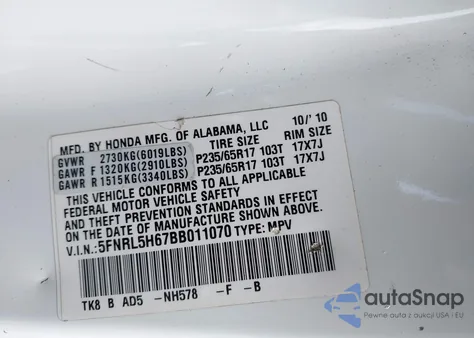 MFD. BY HONDA MFG. OF ALABAMA, LLC 10/'10
TIRE SIZE RIM SIZE
GVWR 2730KG(6019LBS)
GAWR F 1320KG(2910LBS) P235/65R17 103T 17X7J
GAWR R 1515KG(3340LBS) P235/65R17 103T 17X7J
THIS VEHICLE CONFORMS TO ALL APPLICABLE
FEDERAL MOTOR VEHICLE SAFETY
AND THEFT PREVENTION STANDARDS IN EFFECT
ON THE DATE OF MANUFACTURE SHOWN ABOVE.
V.I.N.: 5FNRL5H67BB011070 TYPE: MPV
TK8 B AD5 -NH578 -F -B
autoSnap
Pewne auta z aukcji USA i EU